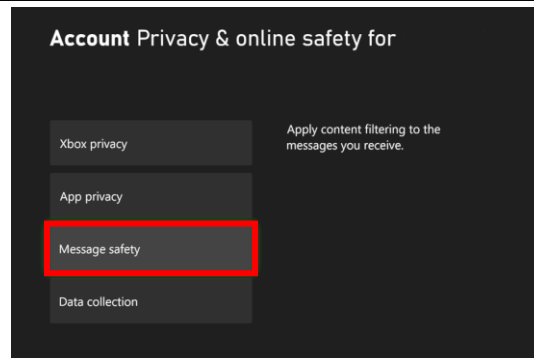 Account Privacy & online safety for
Xbox privacy
App privacy
Message safety
Data collection
Apply content filtering to the
messages you receive.